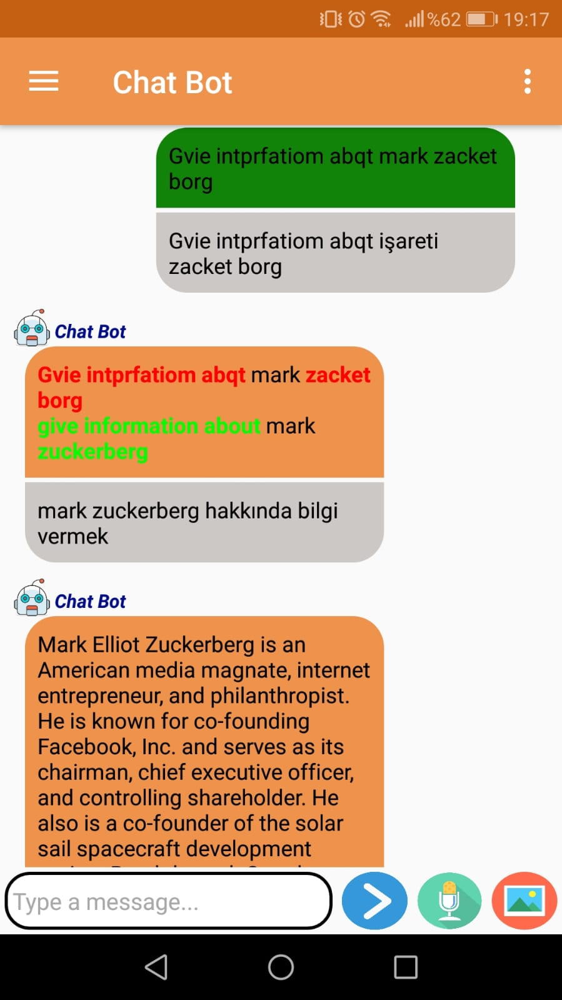 %62 19:17
Chat Bot
Gvie intprfatiom abqt mark zacket
borg
Gvie intprfatiom abqt işareti
zacket borg
Chat Bot
Gvie intprfatiom abqt mark zacket
borg
give information about mark
zuckerberg
mark zuckerberg hakkında bilgi
vermek
Chat Bot
Mark Elliot Zuckerberg is an
American media magnate, internet
entrepreneur, and philanthropist.
He is known for co-founding
Facebook, Inc. and serves as its
chairman, chief executive officer,
and controlling shareholder. He
also is a co-founder of the solar
sail spacecraft development
Type a message...